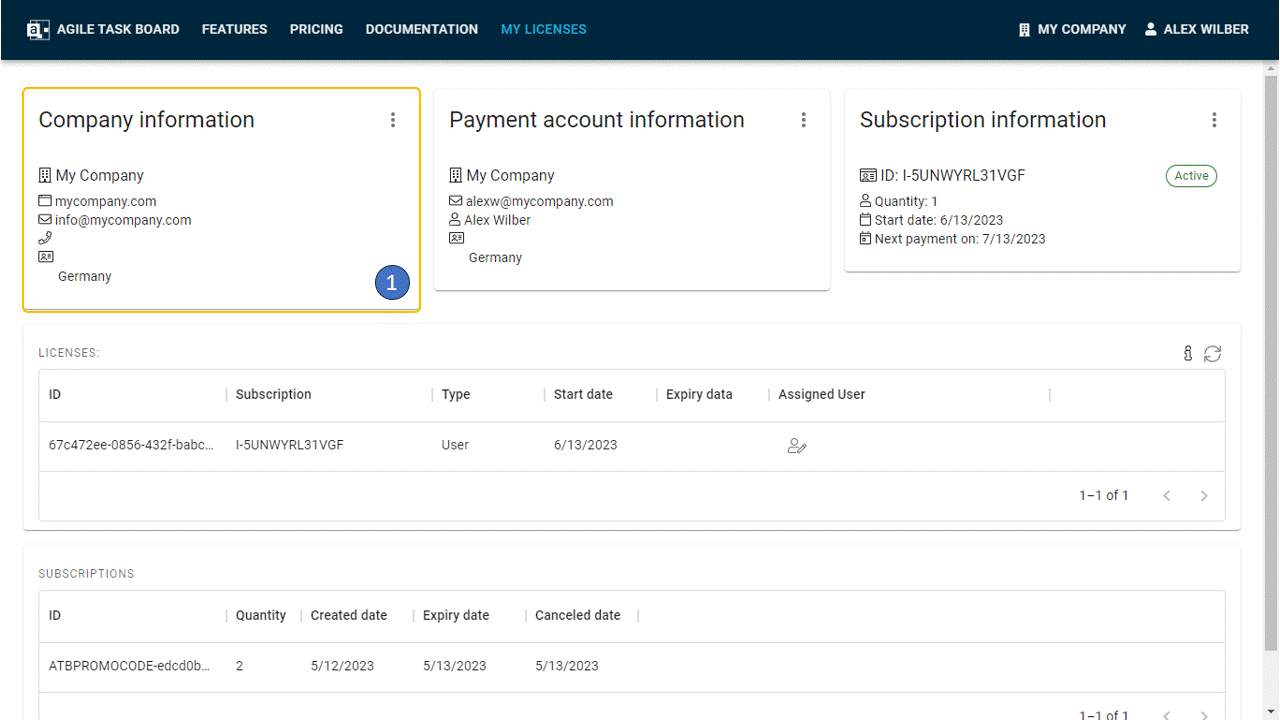 a. AGILE TASK BOARD FEATURES PRICING DOCUMENTATION MY LICENSES MY COMPANY ALEX WILBER
Company information
My Company
mycompany.com
info@mycompany.com
Germany
1
Payment account information
My Company
alexw@mycompany.com
Alex Wilber
Germany
Subscription information
ID: I-5UNWYRL31VGF Active
Quantity: 1
Start date: 6/13/2023
Next payment on: 7/13/2023
LICENSES:
ID Subscription Type Start date Expiry data Assigned User
67c472ee-0856-432f-babc... I-5UNWYRL31VGF User 6/13/2023
1–1 of 1
SUBSCRIPTIONS
ID Quantity Created date Expiry date Canceled date
ATBPROMOCODE-edcd0b... 2 5/12/2023 5/13/2023 5/13/2023
1–1 of 1